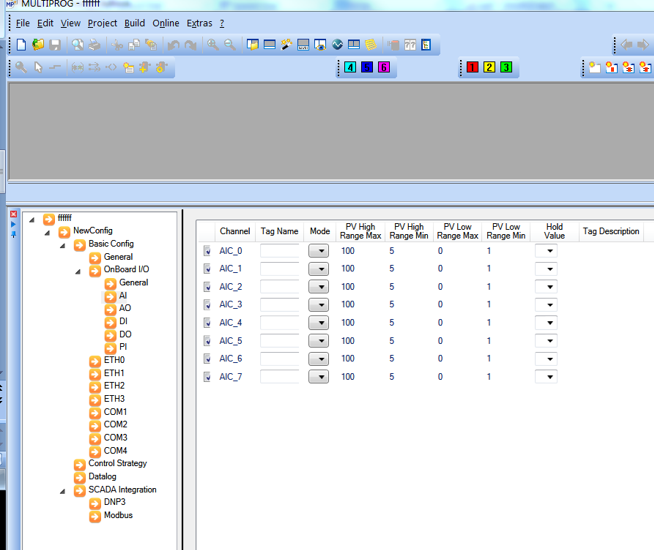 MULTIPROG - ffffff
File Edit View Project Build Online Extras ?
4 5 6 1 2 3
ffffff
NewConfig
Basic Config
General
OnBoard I/O
General
AI
AO
DI
DO
PI
ETH0
ETH1
ETH2
ETH3
COM1
COM2
COM3
COM4
Control Strategy
Datalog
SCADA Integration
DNP3
Modbus
Channel Tag Name Mode PV High Range Max PV High Range Min PV Low Range Max PV Low Range Min Hold Value Tag Description
AIC_0 100 5 0 1
AIC_1 100 5 0 1
AIC_2 100 5 0 1
AIC_3 100 5 0 1
AIC_4 100 5 0 1
AIC_5 100 5 0 1
AIC_6 100 5 0 1
AIC_7 100 5 0 1